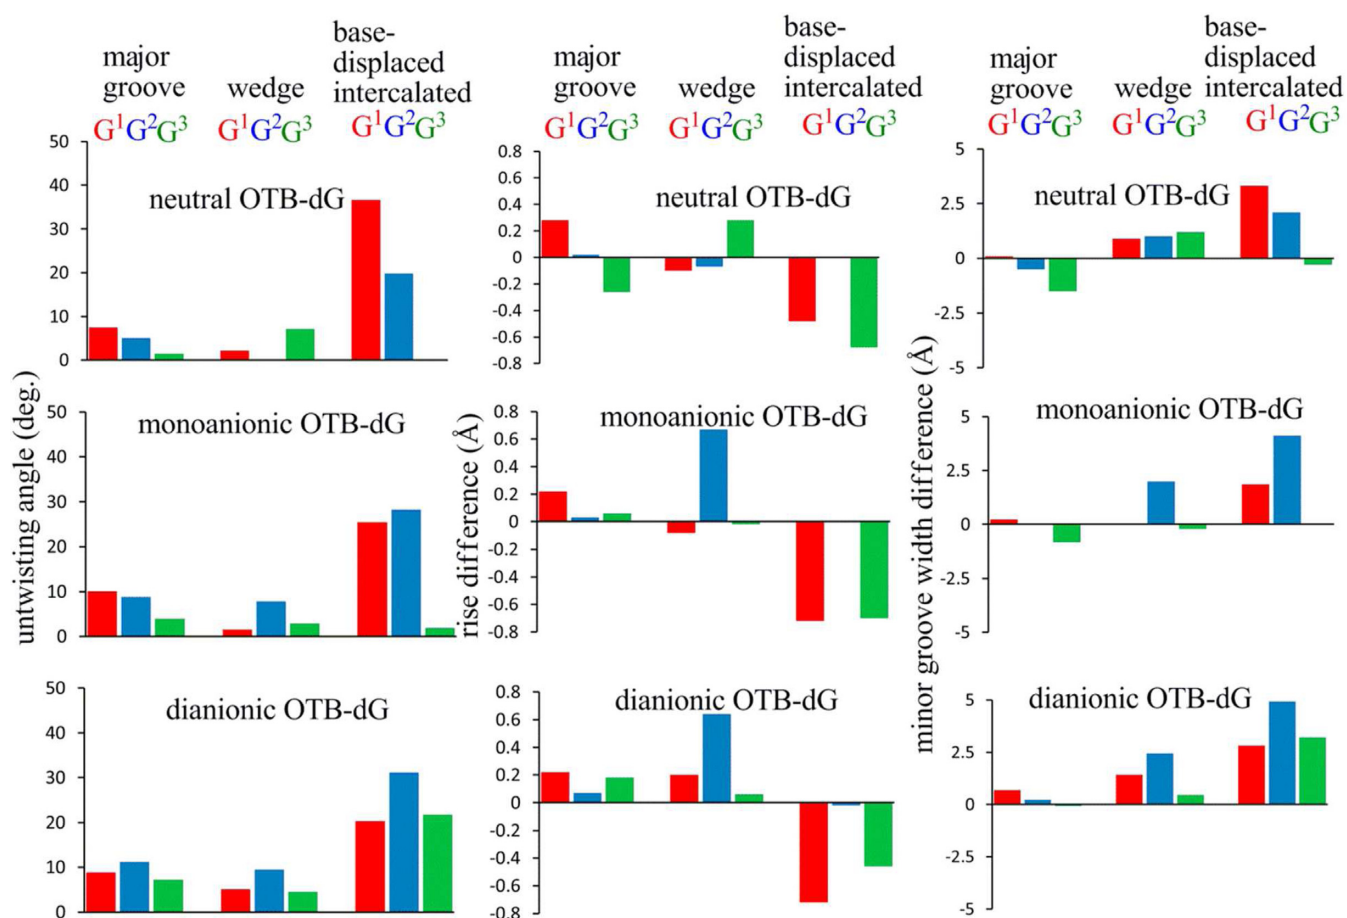 major
groove
wedge
base-
displaced
intercalated
G¹G²G³
G¹G²G³
G¹G²G³
major
groove
wedge
base-
displaced
intercalated
G¹G²G³
G¹G²G³
G¹G²G³
major
groove
wedge
base-
displaced
intercalated
G¹G²G³
G¹G²G³
G¹G²G³
untwisting angle (deg.)
50
40
30
20
10
0
neutral OTB-dG
rise difference (Å)
0.8
0.6
0.4
0.2
0
-0.2
-0.4
-0.6
-0.8
neutral OTB-dG
minor groove width difference (Å)
5
2.5
0
-2.5
-5
neutral OTB-dG
50
40
30
20
10
0
monoanionic OTB-dG
0.8
0.6
0.4
0.2
0
-0.2
-0.4
-0.6
-0.8
monoanionic OTB-dG
5
2.5
0
-2.5
-5
monoanionic OTB-dG
50
40
30
20
10
0
dianionic OTB-dG
0.8
0.6
0.4
0.2
0
-0.2
-0.4
-0.6
-0.8
dianionic OTB-dG
5
2.5
0
-2.5
-5
dianionic OTB-dG